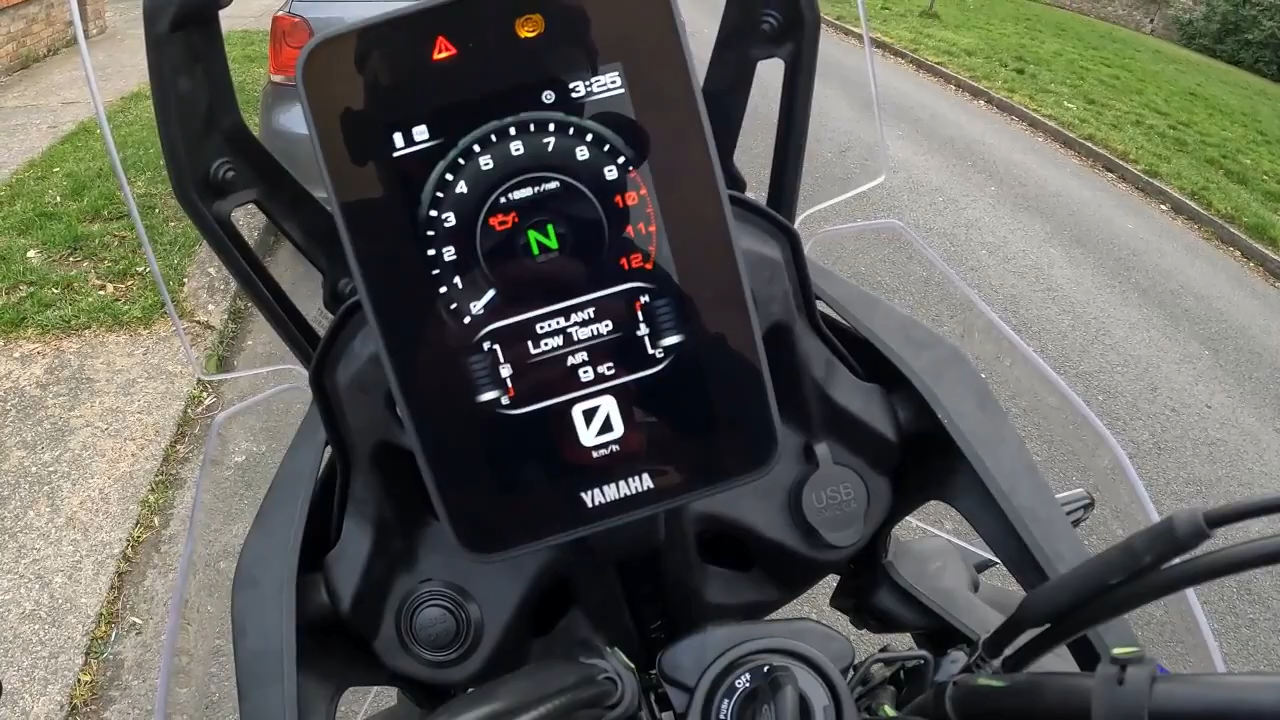 3:25
1
2
3
4
5
6
7
8
9
10
11
12
x 1000 r/min
N
COOLANT
Low Temp
AIR
9 °C
F
E
H
C
0
km/h
YAMAHA
USB
OFF
PUSH